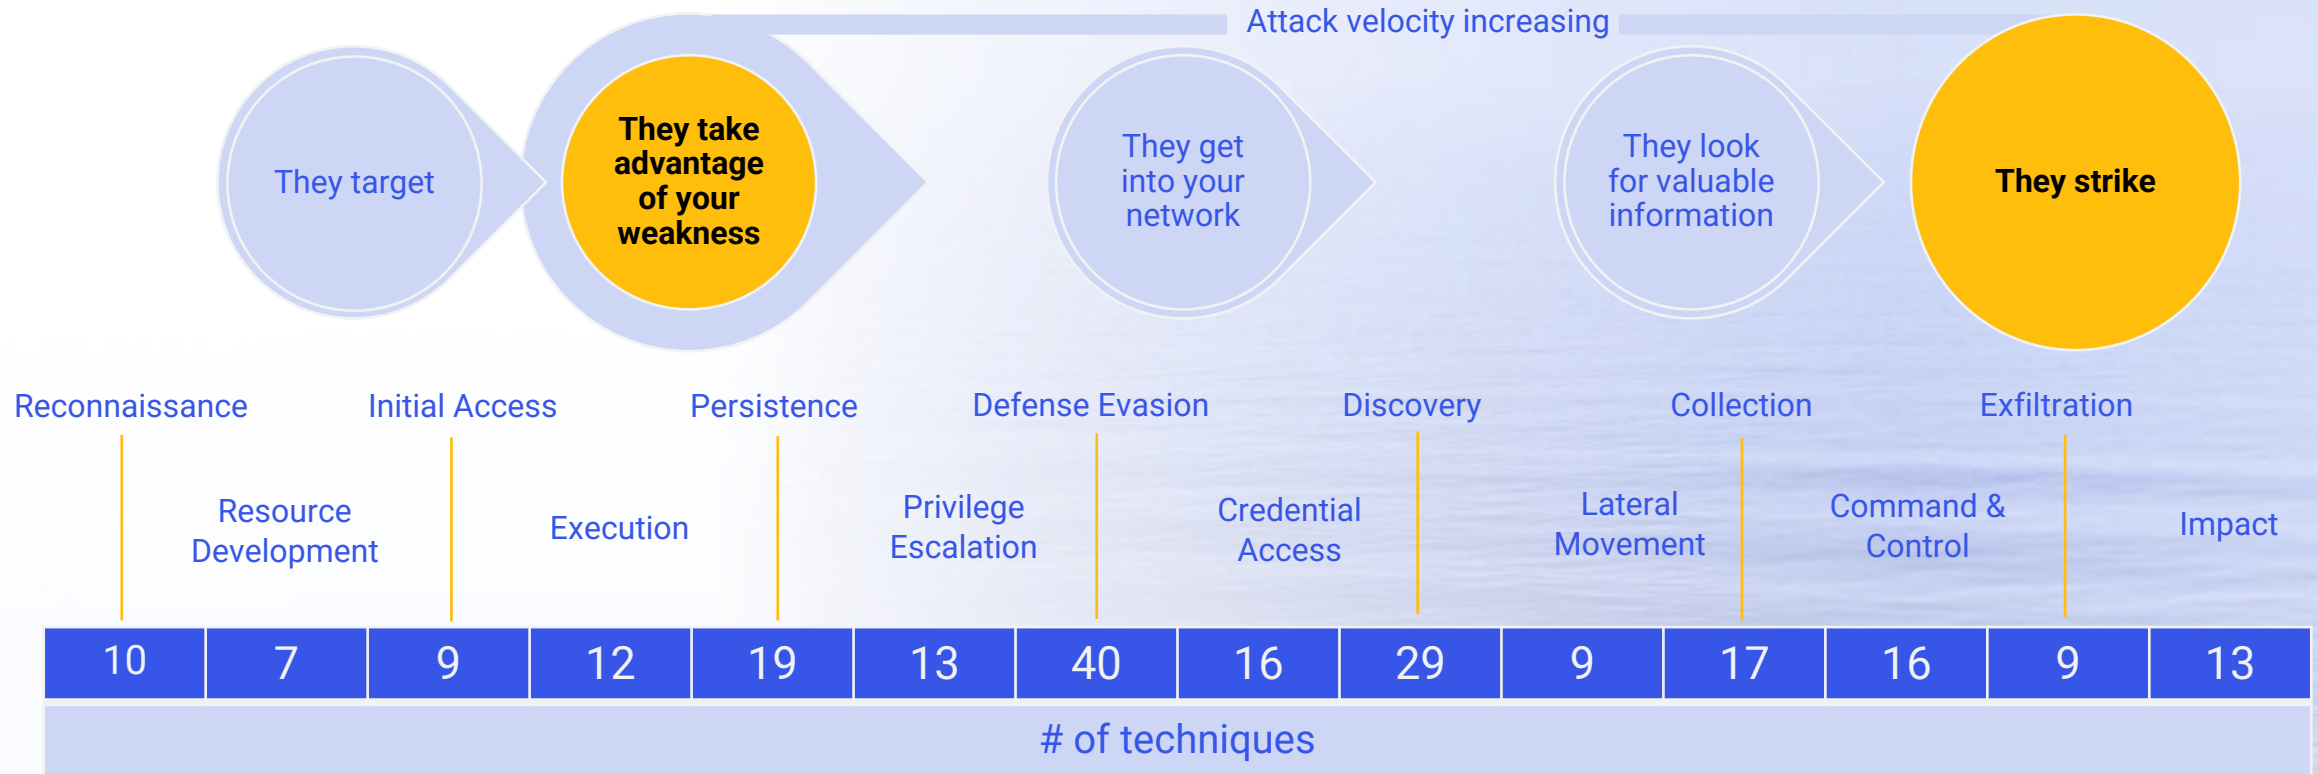 Attack velocity increasing
They target
They take
advantage
of your
weakness
They get
into your
network
They look
for valuable
information
They strike
Reconnaissance
Initial Access
Persistence
Defense Evasion
Discovery
Collection
Exfiltration
Resource
Development
Execution
Privilege
Escalation
Credential
Access
Lateral
Movement
Command &
Control
Impact
10 7 9 12 19 13 40 16 29 9 17 16 9 13
# of techniques